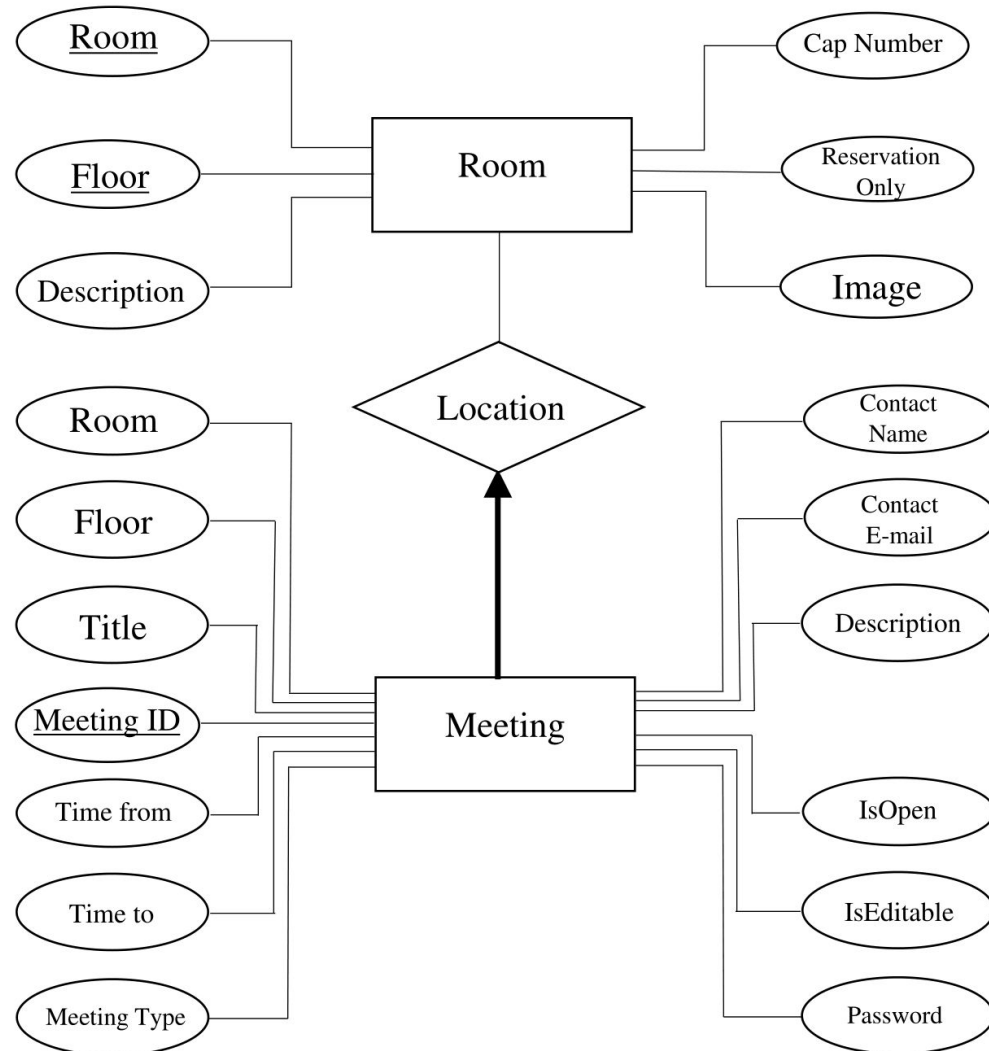 Room
Cap Number
Floor
Room
Reservation
Only
Description
Image
Room
Location
Contact
Name
Floor
Contact
E-mail
Title
Description
Meeting ID
Meeting
Time from
IsOpen
Time to
IsEditable
Meeting Type
Password